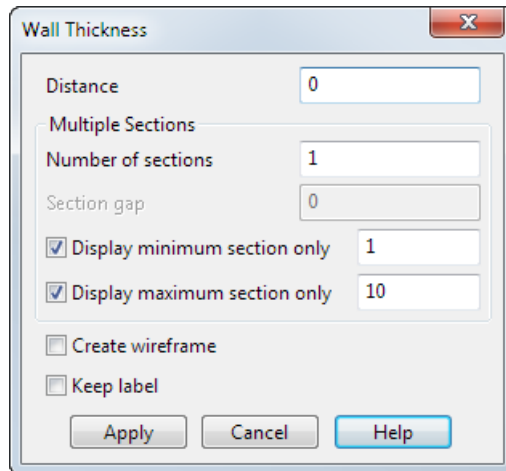 Wall Thickness
Distance 0
Multiple Sections
Number of sections 1
Section gap 0
Display minimum section only 1
Display maximum section only 10
Create wireframe
Keep label
Apply Cancel Help